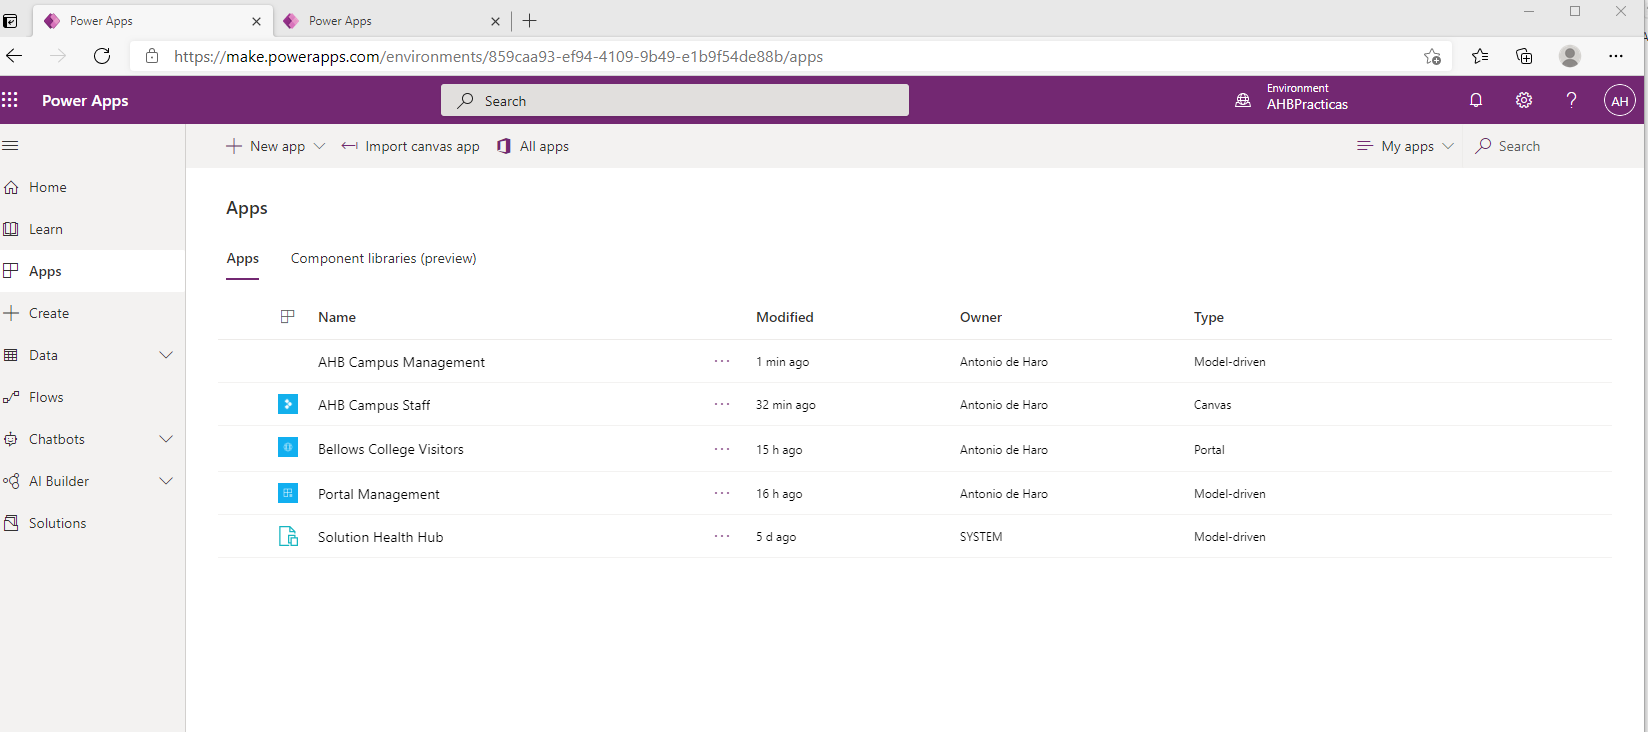 Power Apps
Power Apps
https://make.powerapps.com/environments/859caa93-ef94-4109-9b49-e1b9f54de88b/apps
Power Apps
Search
Environment
AHBPracticas
?
AH
New app
Import canvas app
All apps
My apps
Search
Home
Learn
Apps
Create
Data
Flows
Chatbots
AI Builder
Solutions
Apps
Apps
Component libraries (preview)
Name Modified Owner Type
AHB Campus Management ... 1 min ago Antonio de Haro Model-driven
AHB Campus Staff ... 32 min ago Antonio de Haro Canvas
Bellows College Visitors ... 15 h ago Antonio de Haro Portal
Portal Management ... 16 h ago Antonio de Haro Model-driven
Solution Health Hub ... 5 d ago SYSTEM Model-driven